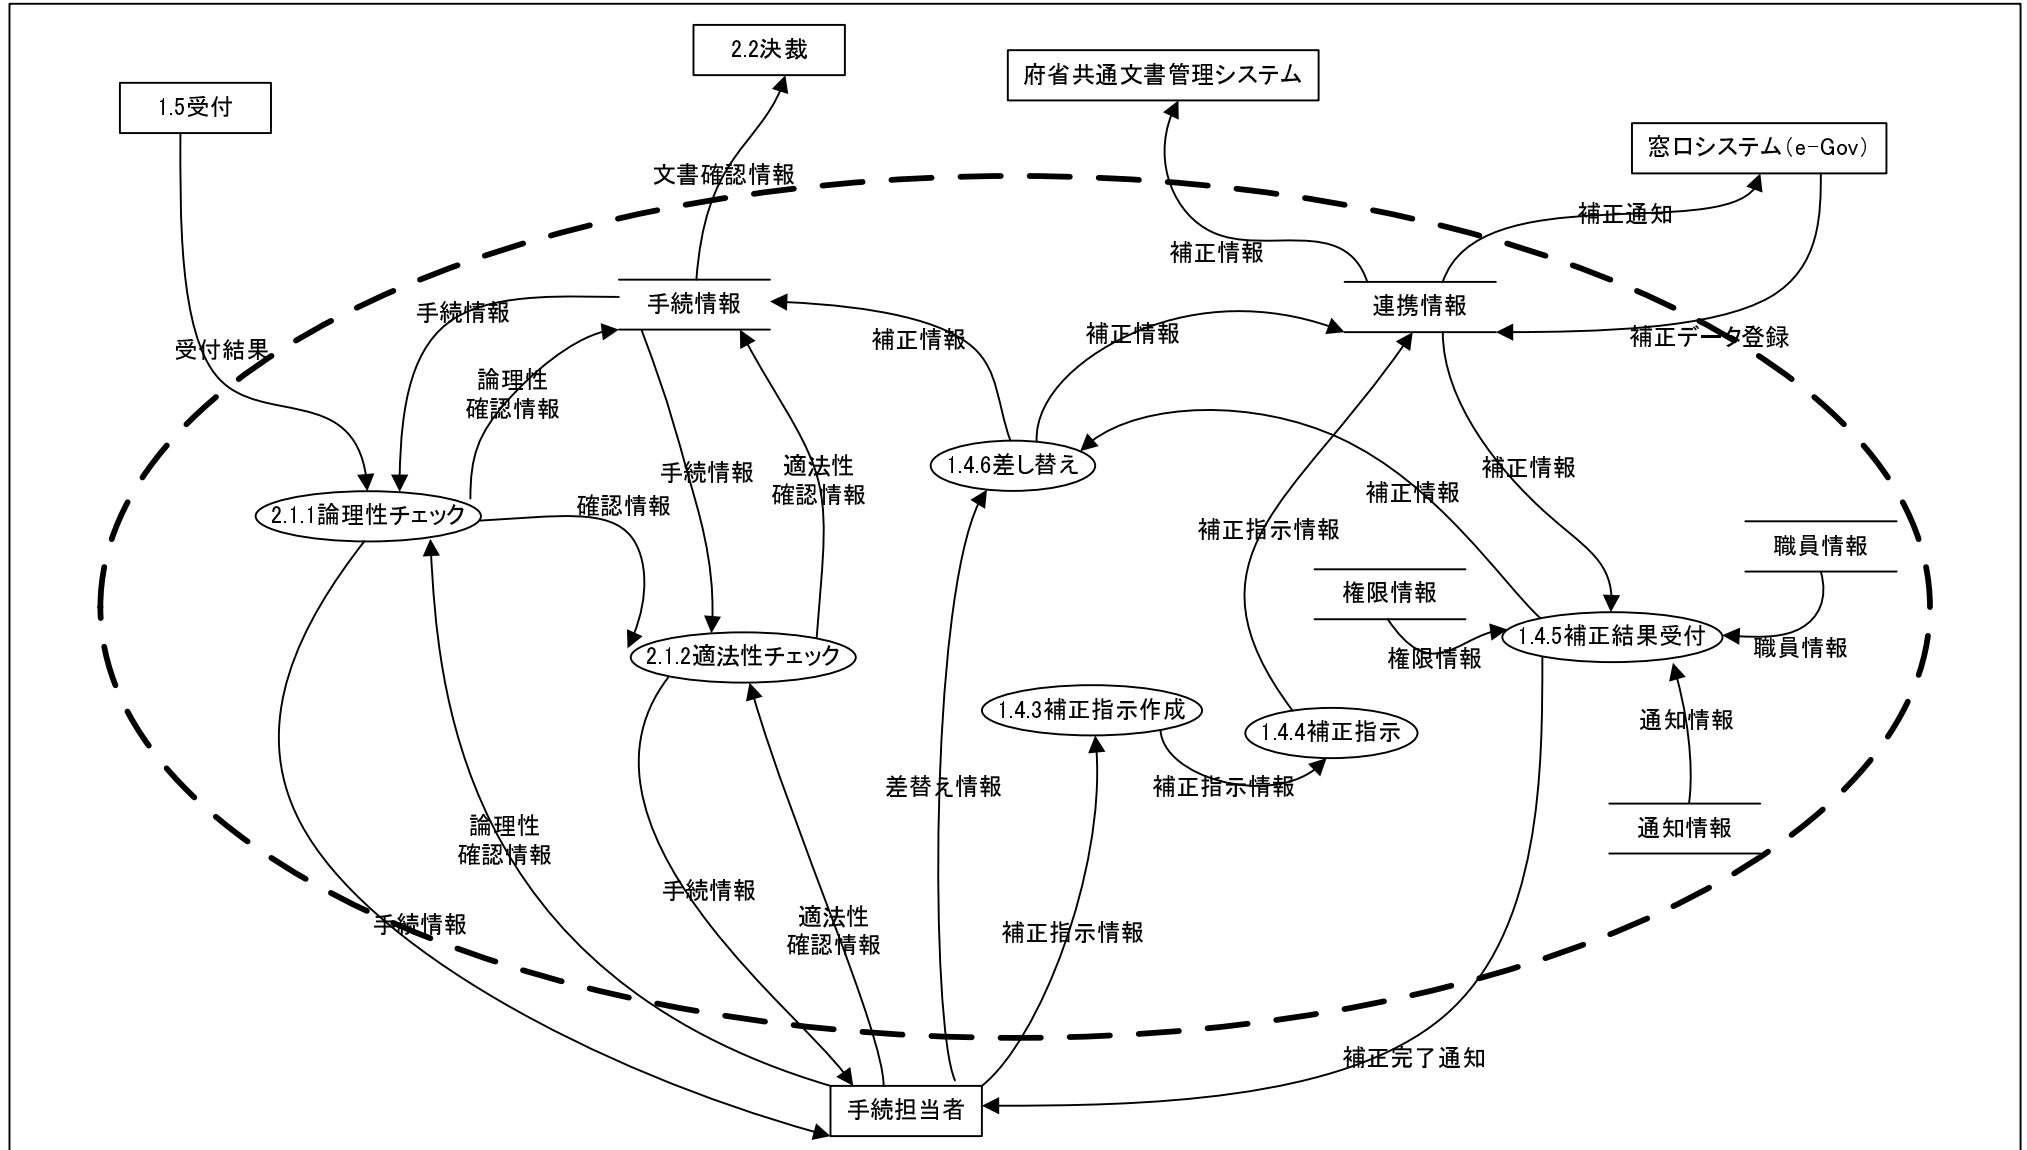 2.2決裁
府省共通文書管理システム
1.5受付
窓口システム(e-Gov)
文書確認情報
補正通知
補正情報
手続情報
手続情報
連携情報
補正情報
補正情報
補正データ登録
受付結果
論理性
確認情報
手続情報
適法性
確認情報
1.4.6差し替え
補正情報
補正情報
確認情報
2.1.1論理性チェック
補正指示情報
職員情報
権限情報
1.4.5補正結果受付
職員情報
権限情報
2.1.2適法性チェック
1.4.3補正指示作成
1.4.4補正指示
通知情報
差替え情報
補正指示情報
論理性
確認情報
通知情報
手続情報
適法性
確認情報
手続情報
補正指示情報
補正完了通知
手続担当者